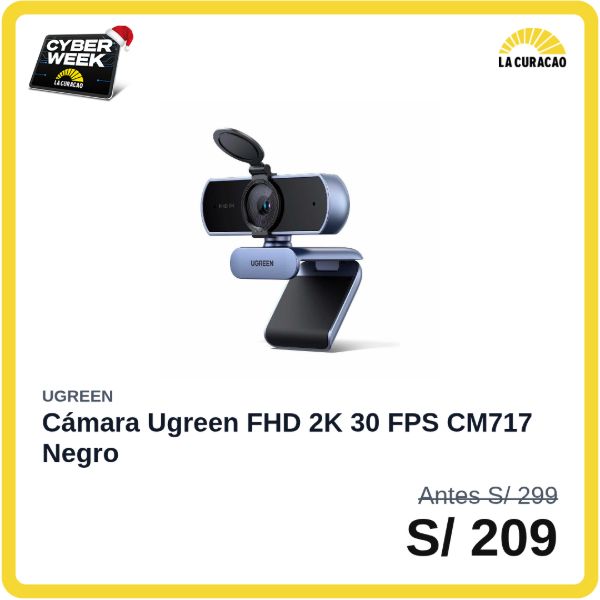 CYBER
WEEK
LA CURACAO
LA CURACAO
UGREEN
UGREEN
Cámara Ugreen FHD 2K 30 FPS CM717
Negro
Antes S/ 299
S/ 209